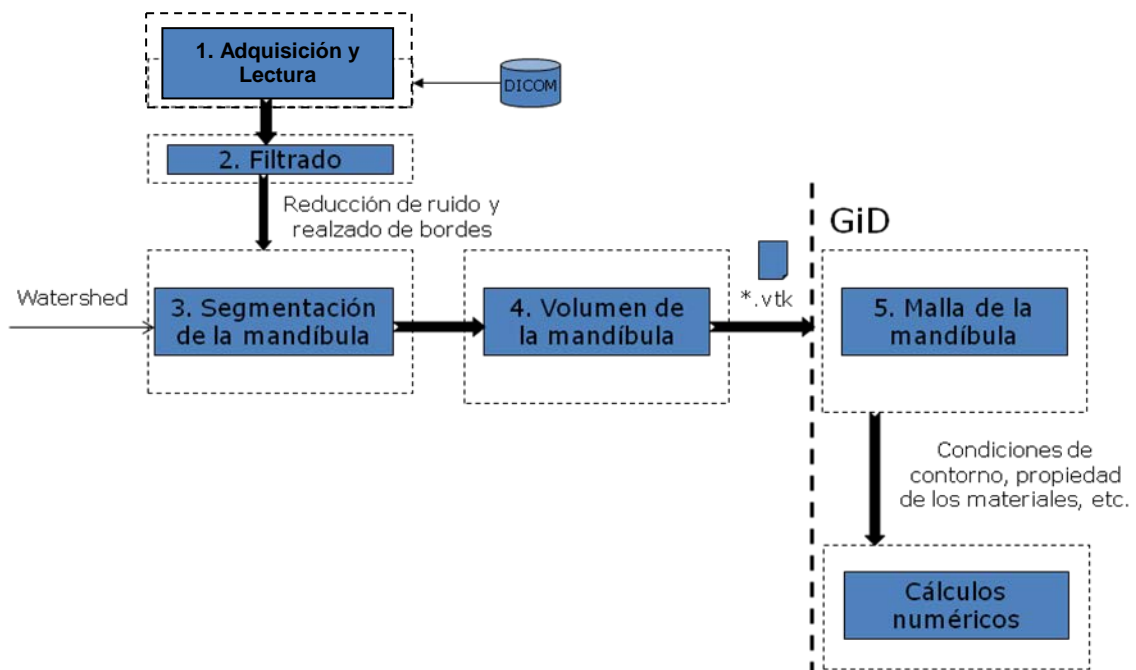 1. Adquisición y
Lectura
DICOM
2. Filtrado
Reducción de ruido y
realzado de bordes
GiD
Watershed
3. Segmentación
de la mandíbula
4. Volumen de
la mandíbula
*.vtk
5. Malla de la
mandíbula
Condiciones de
contorno, propiedad
de los materiales, etc.
Cálculos
numéricos